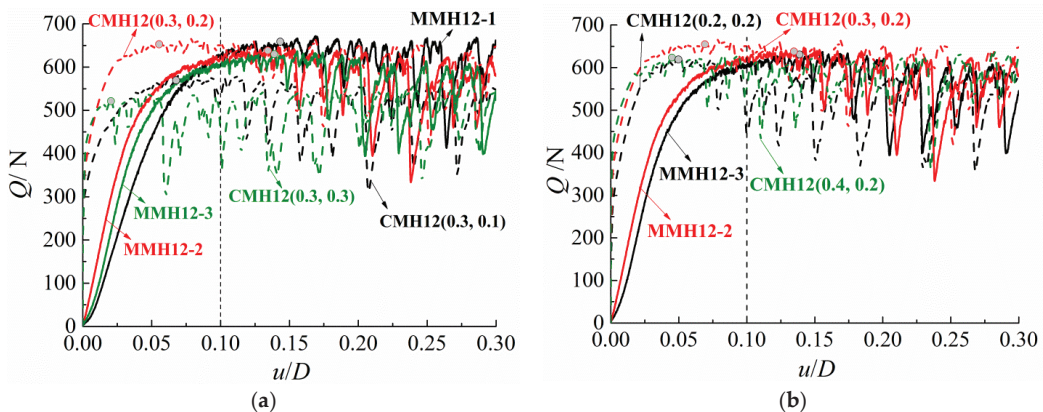 CMH12(0.3, 0.2)
MMH12-1
700
600
500
400
300
200
100
0
Q/N
CMH12(0.3, 0.3)
MMH12-3
CMH12(0.3, 0.1)
MMH12-2
0.00 0.05 0.10 0.15 0.20 0.25 0.30
u/D
(a)
CMH12(0.2, 0.2)
CMH12(0.3, 0.2)
700
600
500
400
300
200
100
0
Q/N
MMH12-3
CMH12(0.4, 0.2)
MMH12-2
0.00 0.05 0.10 0.15 0.20 0.25 0.30
u/D
(b)